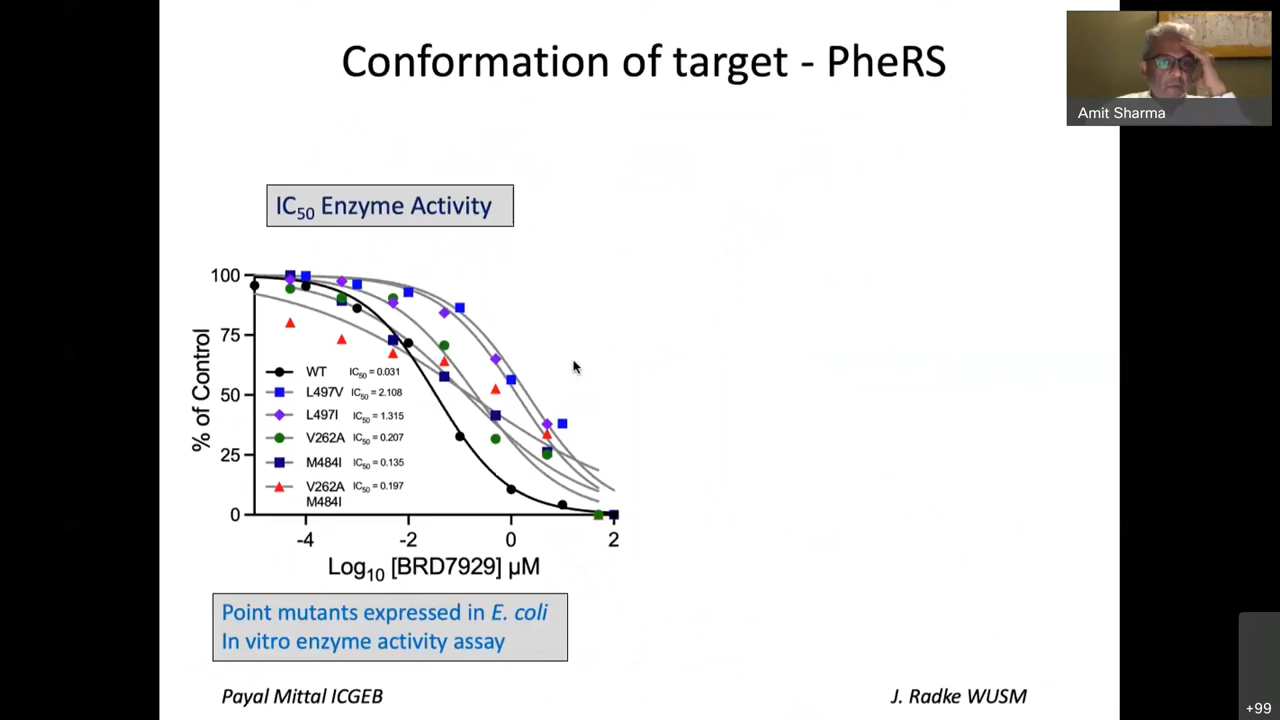 Conformation of target - PheRS
Amit Sharma
IC50 Enzyme Activity
100
75
50
25
0
% of Control
WT IC50 = 0.031
L497V IC50 = 2.108
L497I IC50 = 1.315
V262A IC50 = 0.207
M484I IC50 = 0.135
V262A IC50 = 0.197
M484I
-4 -2 0 2
Log10 [BRD7929] µM
Point mutants expressed in E. coli
In vitro enzyme activity assay
Payal Mittal ICGEB
J. Radke WUSM
+99